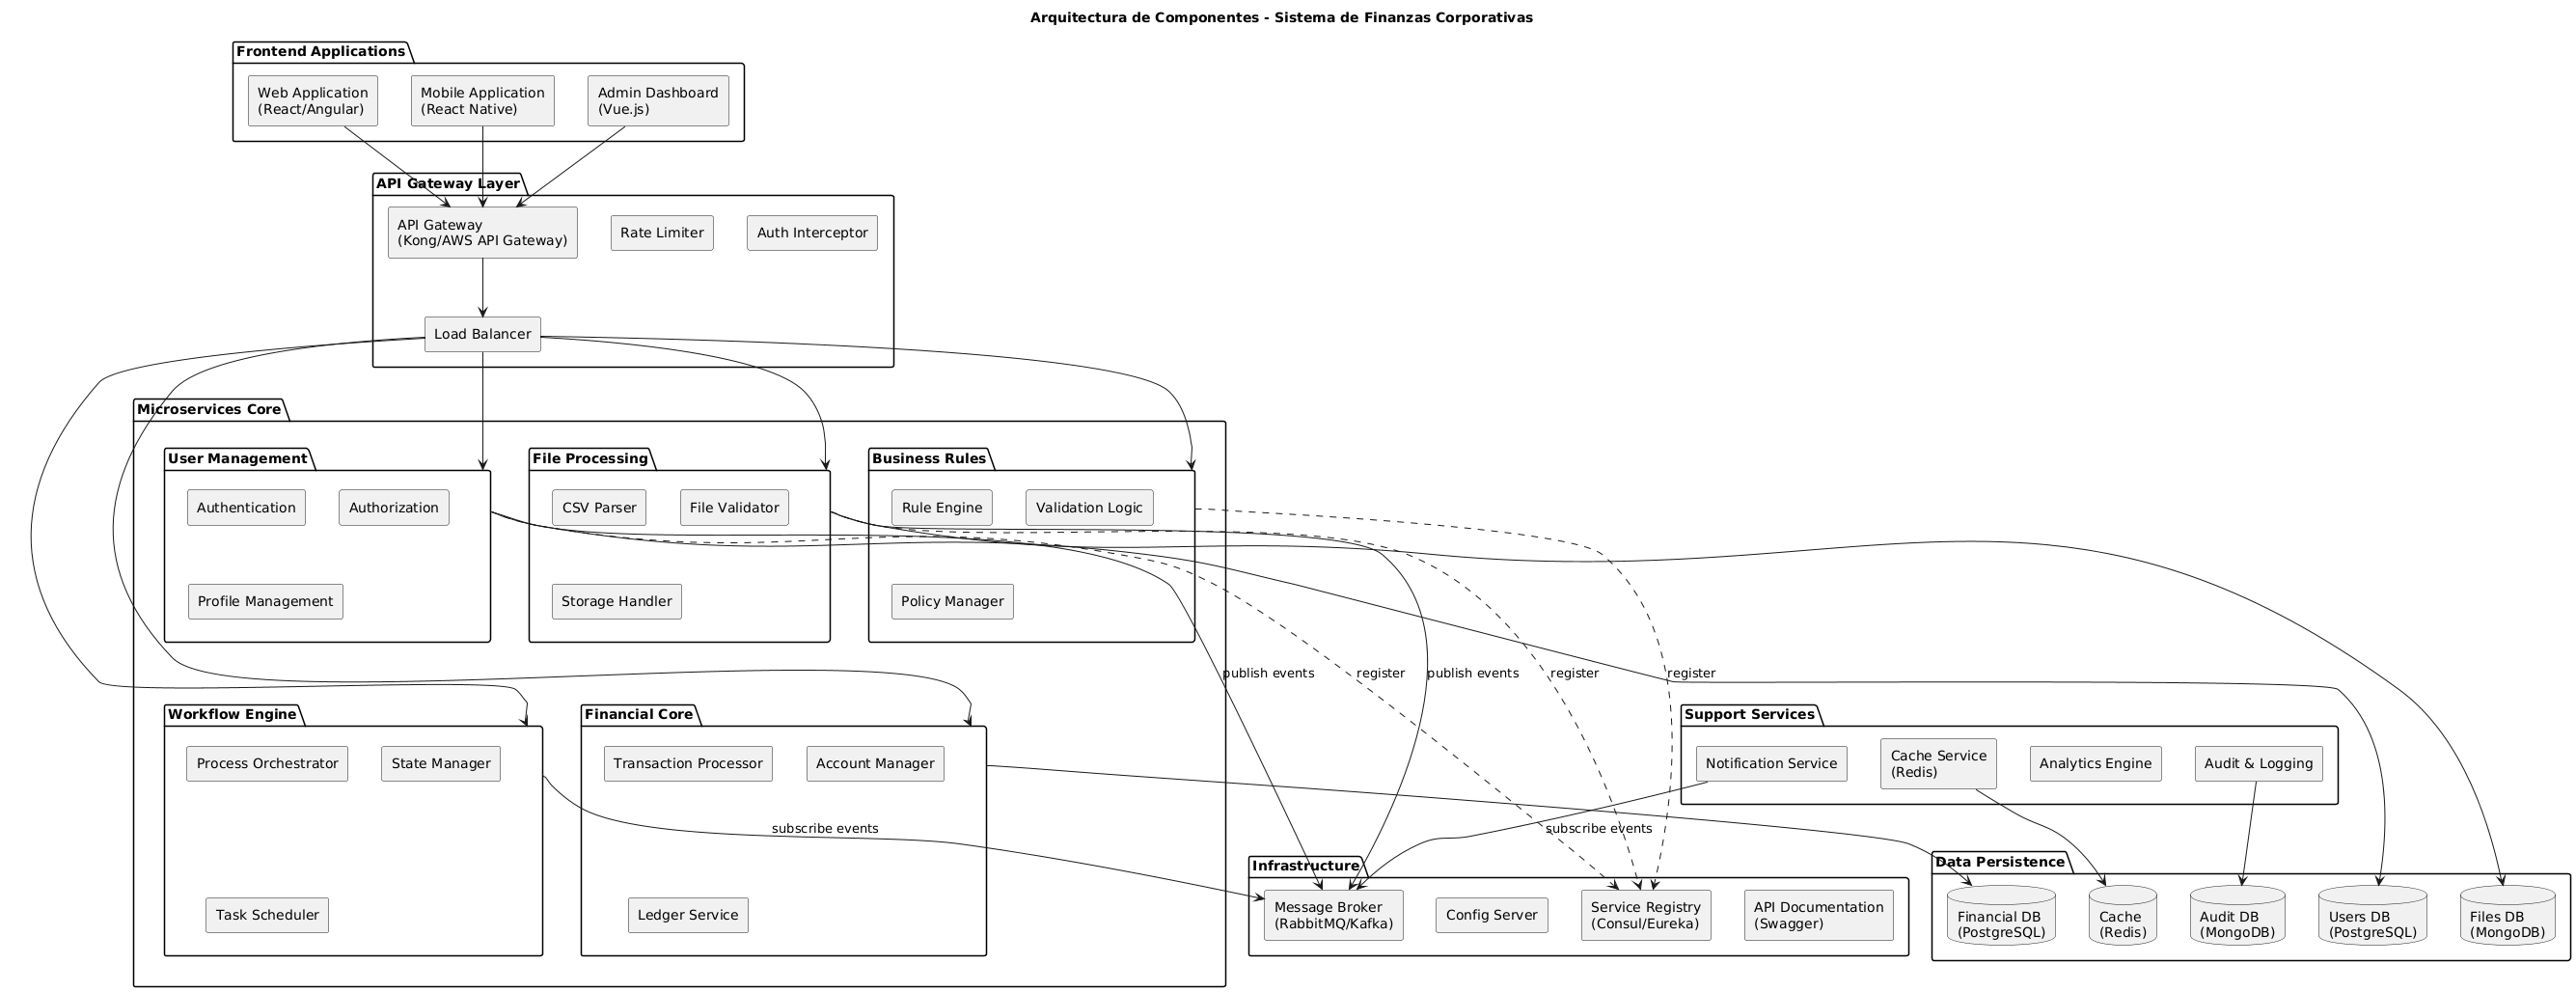 Arquitectura de Componentes - Sistema de Finanzas Corporativas
Frontend Applications
Web Application
(React/Angular)
Mobile Application
(React Native)
Admin Dashboard
(Vue.js)
API Gateway Layer
API Gateway
(Kong/AWS API Gateway)
Rate Limiter
Auth Interceptor
Load Balancer
Microservices Core
User Management
Authentication
Authorization
Profile Management
File Processing
CSV Parser
File Validator
Storage Handler
Business Rules
Rule Engine
Validation Logic
Policy Manager
publish events
register
publish events
register
register
Workflow Engine
Process Orchestrator
State Manager
Task Scheduler
Financial Core
Transaction Processor
Account Manager
Ledger Service
subscribe events
Support Services
Notification Service
Cache Service
(Redis)
Analytics Engine
Audit & Logging
subscribe events
Infrastructure
Message Broker
(RabbitMQ/Kafka)
Config Server
Service Registry
(Consul/Eureka)
API Documentation
(Swagger)
Data Persistence
Financial DB
(PostgreSQL)
Cache
(Redis)
Audit DB
(MongoDB)
Users DB
(PostgreSQL)
Files DB
(MongoDB)